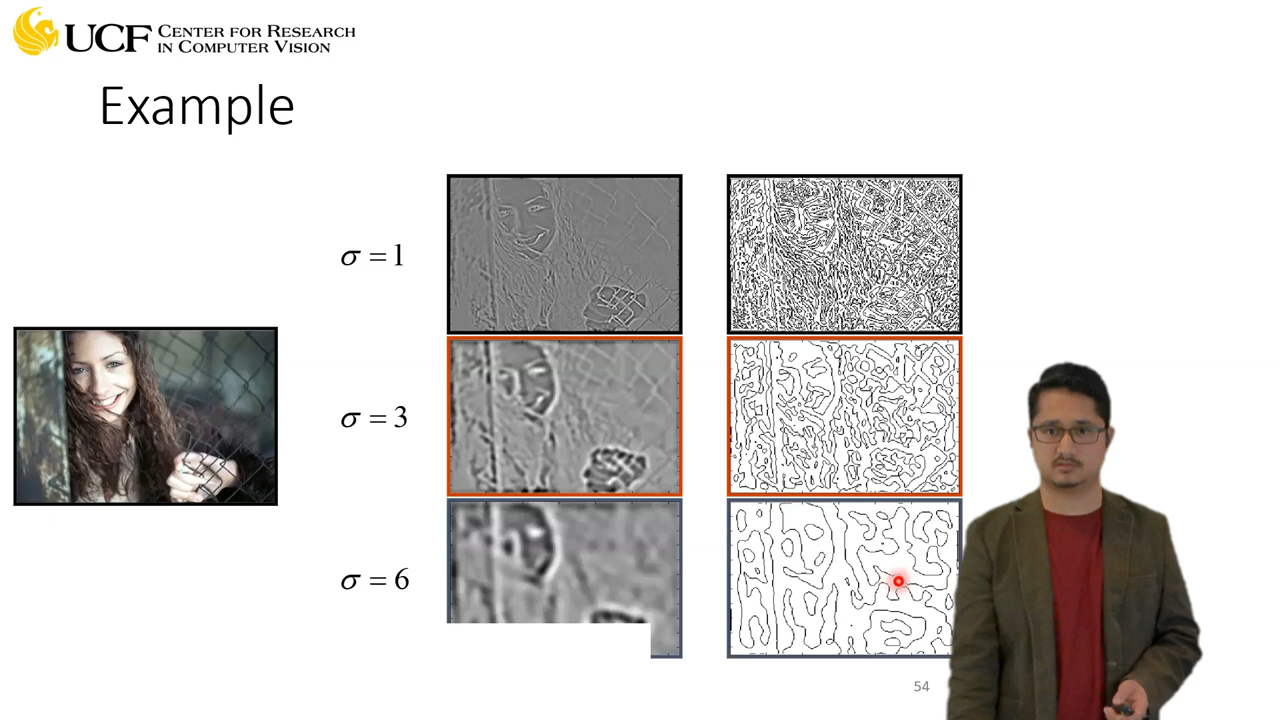 UCF CENTER FOR RESEARCH
IN COMPUTER VISION
Example
σ = 1
σ = 3
σ = 6
54